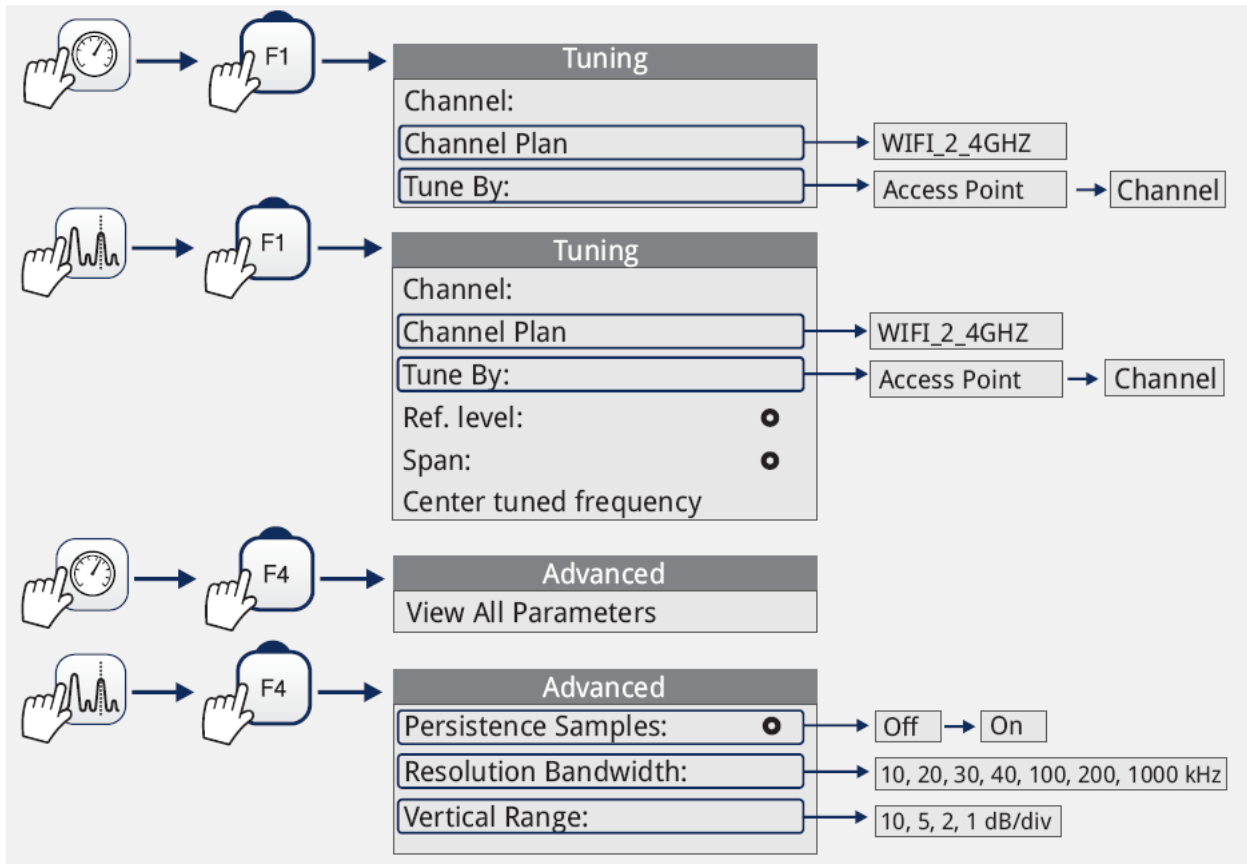 F1
Tuning
Channel:
Channel Plan
WIFI_2_4GHZ
Tune By:
Access Point
Channel
F1
Tuning
Channel:
Channel Plan
WIFI_2_4GHZ
Tune By:
Access Point
Channel
Ref. level:
Span:
Center tuned frequency
F4
Advanced
View All Parameters
F4
Advanced
Persistence Samples:
Off
On
Resolution Bandwidth:
10, 20, 30, 40, 100, 200, 1000 kHz
Vertical Range:
10, 5, 2, 1 dB/div